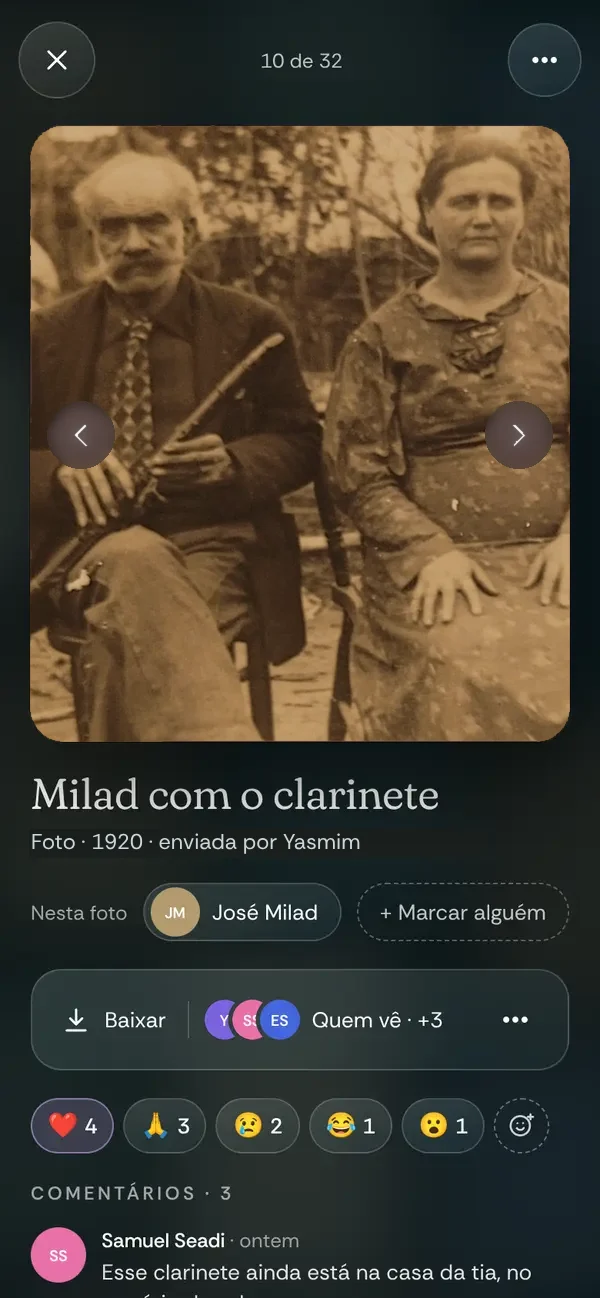 10 de 32
Milad com o clarinete
Foto · 1920 · enviada por Yasmim
Nesta foto JM José Milad + Marcar alguém
Baixar Y SS ES Quem vê · +3
❤️ 4 🙏 3 😢 2 😂 1 😮 1
COMENTÁRIOS · 3
Samuel Seadi · ontem
SS
Esse clarinete ainda está na casa da tia, no